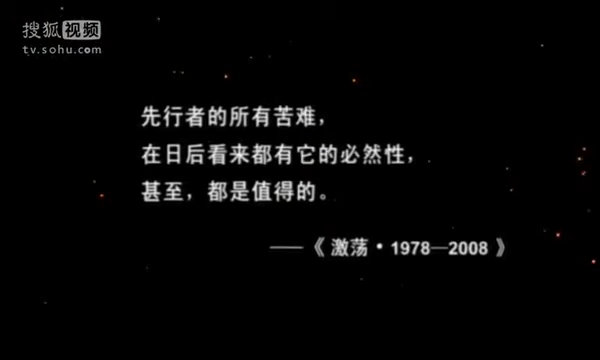 搜狐视频
tv.sohu.com
先行者的所有苦难，
在日后看来都有它的必然性，
甚至，都是值得的。
——《激荡·1978—2008》